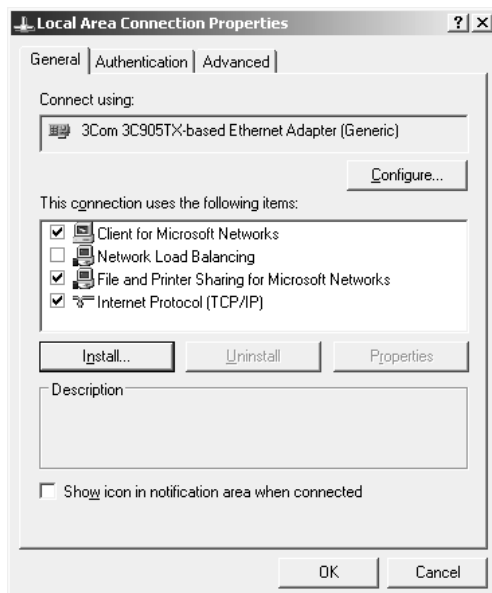 Local Area Connection Properties
? X
General Authentication Advanced
Connect using:
3Com 3C905TX-based Ethernet Adapter (Generic)
Configure...
This connection uses the following items:
Client for Microsoft Networks
Network Load Balancing
File and Printer Sharing for Microsoft Networks
Internet Protocol (TCP/IP)
Install... Uninstall Properties
Description
Show icon in notification area when connected
OK Cancel